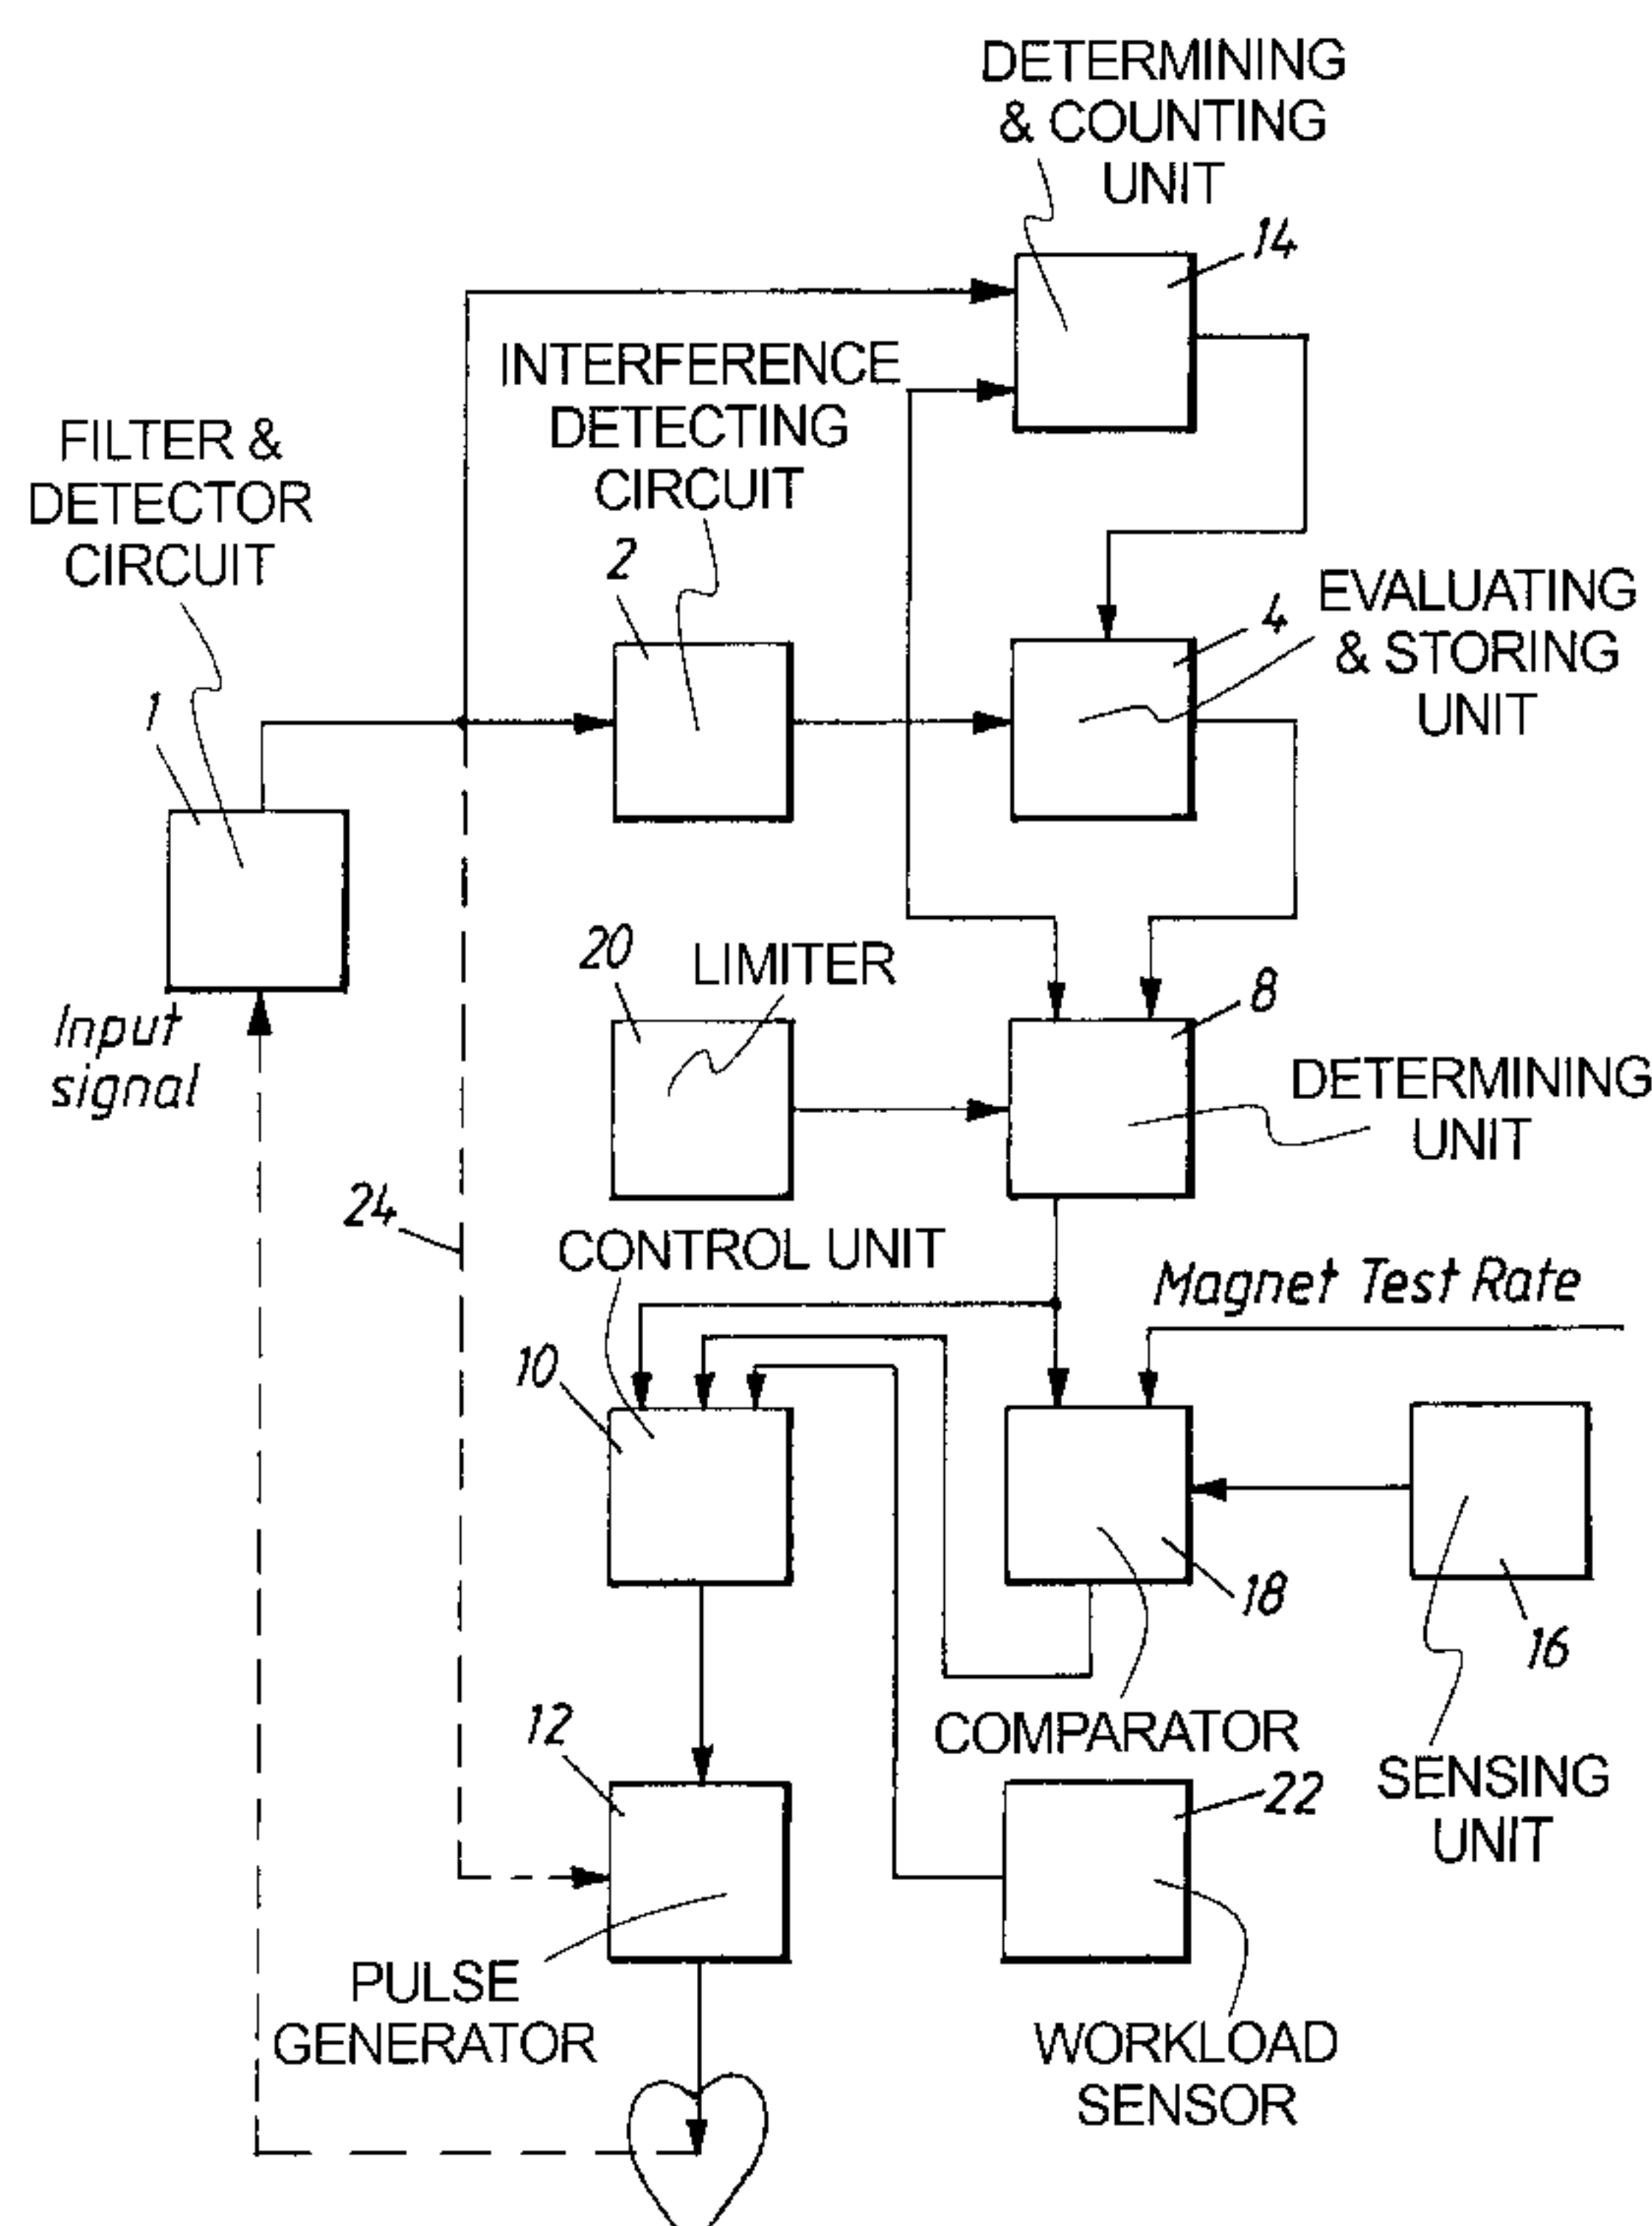 DETERMINING
& COUNTING
UNIT
14
INTERFERENCE
DETECTING
CIRCUIT
2
FILTER &
DETECTOR
CIRCUIT
1
EVALUATING
& STORING
UNIT
4
Input
signal
20
LIMITER
8
DETERMINING
UNIT
24
CONTROL UNIT
Magnet Test Rate
10
18
16
12
COMPARATOR
SENSING
UNIT
22
PULSE
GENERATOR
WORKLOAD
SENSOR